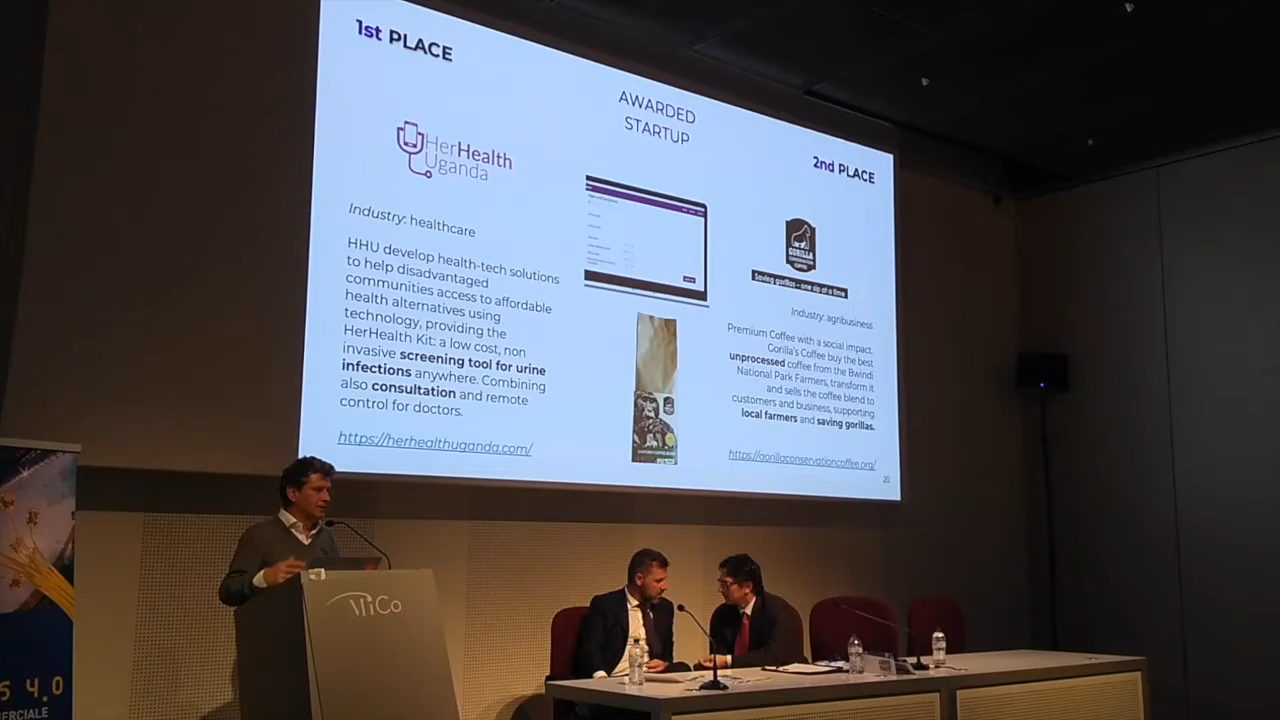 1st PLACE
AWARDED
STARTUP
2nd PLACE
HerHealth
Uganda
Industry: healthcare
HHU develop health-tech solutions
to help disadvantaged
communities access to affordable
health alternatives using
technology, providing the
HerHealth Kit: a low cost, non
invasive screening tool for urine
infections anywhere. Combining
also consultation and remote
control for doctors.
https://herhealthuganda.com/
GORILLA
CONSERVATION
COFFEE
Saving gorillas – one sip at a time
Industry: agribusiness
Premium Coffee with a social impact.
Gorilla's Coffee buy the best
unprocessed coffee from the Bwindi
National Park Farmers, transform it
and sells the coffee blend to
customers and business, supporting
local farmers and saving gorillas.
https://gorillaconservationcoffee.org/
20
MiCo
S 4.0
ERCIALE